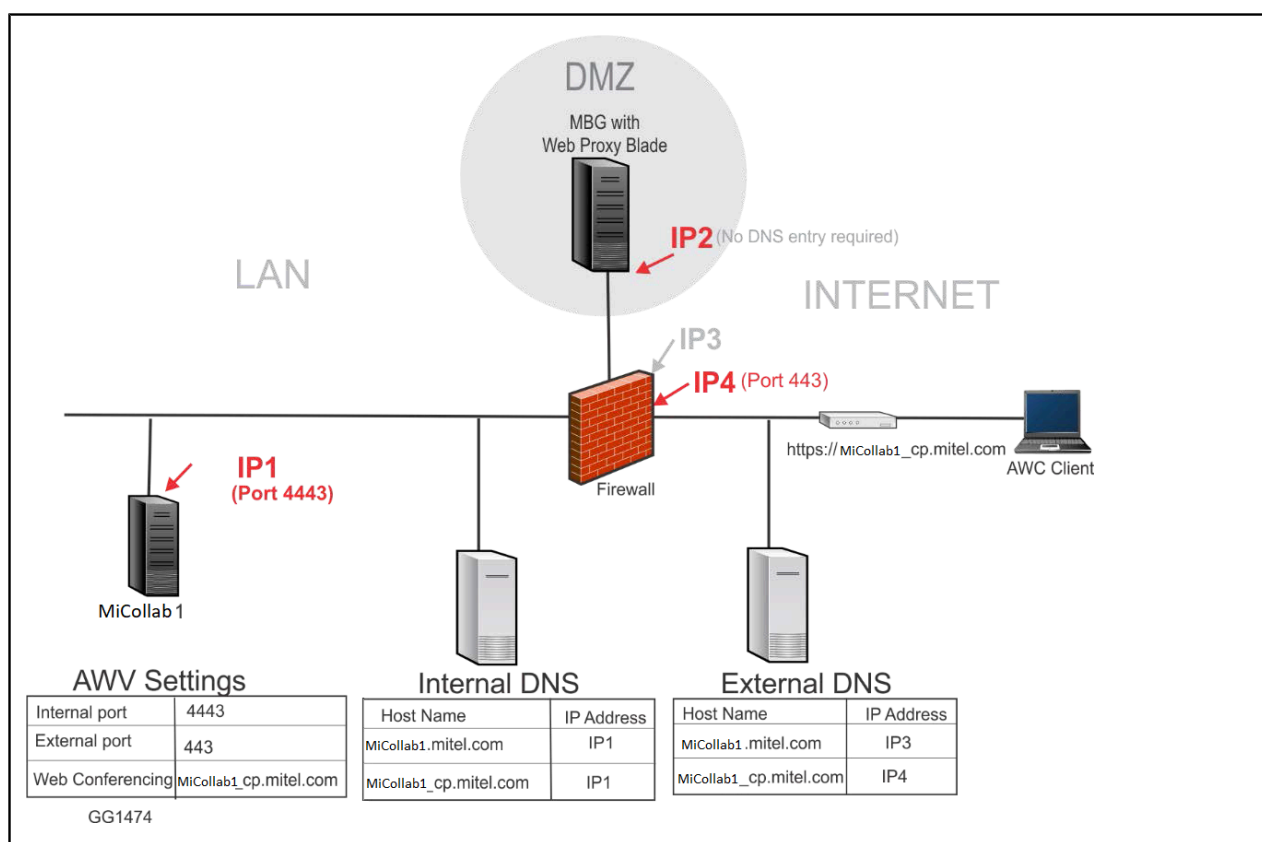 DMZ
MBG with
Web Proxy Blade
IP2 (No DNS entry required)
LAN
INTERNET
IP3
IP4 (Port 443)
https://MiCollab1_cp.mitel.com
AWC Client
Firewall
IP1
(Port 4443)
MiCollab1
AWV Settings
Internal port 4443
External port 443
Web Conferencing MiCollab1_cp.mitel.com
GG1474
Internal DNS
Host Name IP Address
MiCollab1.mitel.com IP1
MiCollab1_cp.mitel.com IP1
External DNS
Host Name IP Address
MiCollab1.mitel.com IP3
MiCollab1_cp.mitel.com IP4